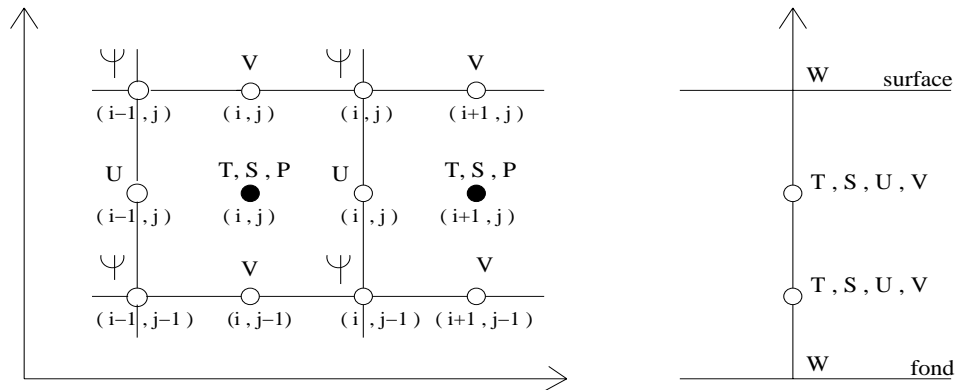 ψ V ψ V
( i−1 , j ) ( i , j ) ( i , j ) ( i+1 , j )
U T, S , P U T, S , P
( i−1 , j ) ( i , j ) ( i , j ) ( i+1 , j )
ψ V ψ V
( i−1 , j−1 ) (i , j−1) ( i , j−1 ) ( i+1 , j−1 )
W surface
T , S , U , V
T , S , U , V
W fond